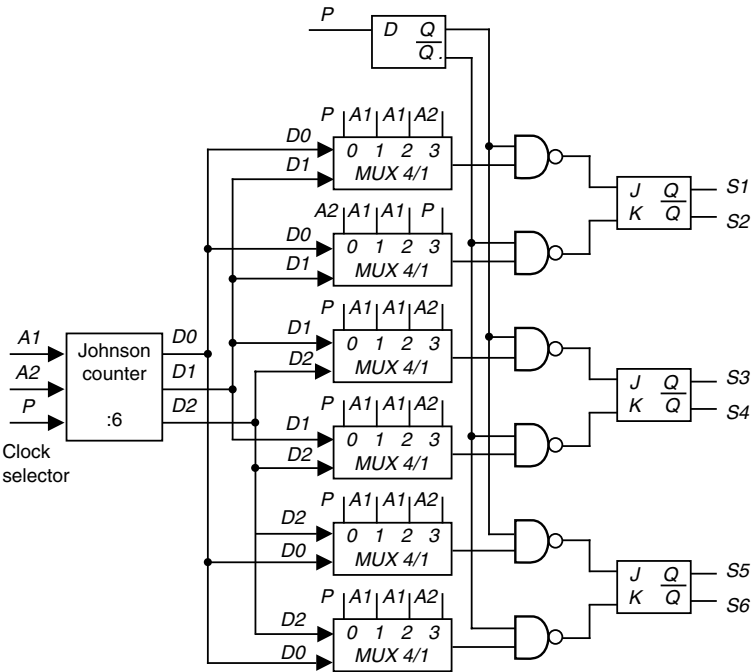 P
D Q
Q
P A1 A1 A2
D0
D1
0 1 2 3
MUX 4/1
J Q
K Q
S1
S2
A2 A1 A1 P
D0
D1
0 1 2 3
MUX 4/1
P A1 A1 A2
D1
D2
0 1 2 3
MUX 4/1
A1
A2
P
Clock
selector
Johnson
counter
:6
D0
D1
D2
J Q
K Q
S3
S4
P A1 A1 A2
D1
D2
0 1 2 3
MUX 4/1
P A1 A1 A2
D2
D0
0 1 2 3
MUX 4/1
J Q
K Q
S5
S6
P A1 A1 A2
D2
D0
0 1 2 3
MUX 4/1